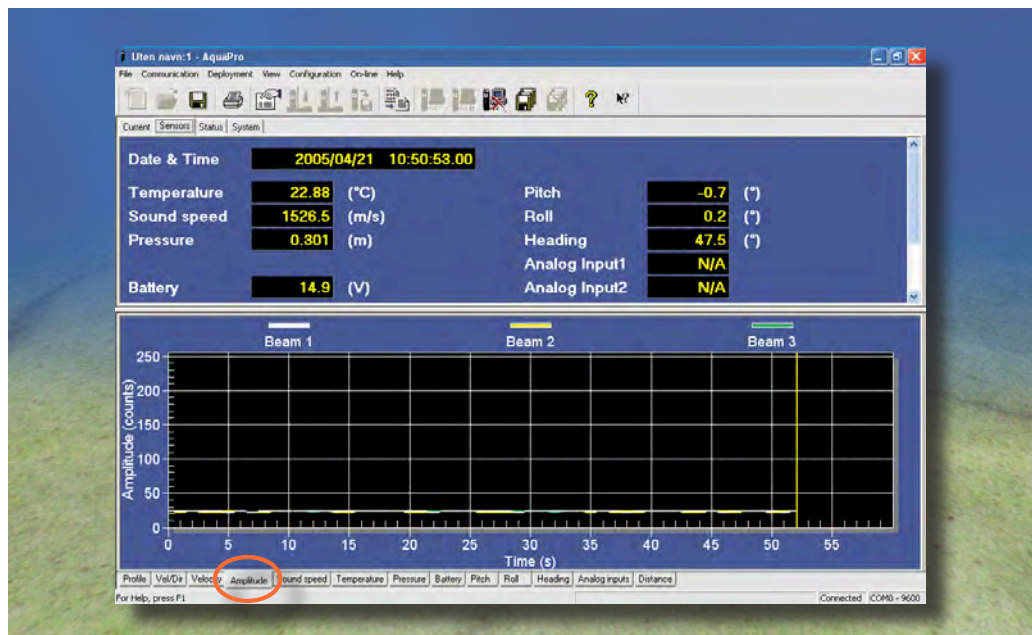 Uten navn:1 - AquaPro
File Communication Deployment View Configuration On-line Help
Current Sensors Status System
Date & Time 2005/04/21 10:50:53.00
Temperature 22.88 (°C) Pitch -0.7 (°)
Sound speed 1526.5 (m/s) Roll 0.2 (°)
Pressure 0.301 (m) Heading 47.5 (°)
Analog Input1 N/A
Battery 14.9 (V) Analog Input2 N/A
Beam 1 Beam 2 Beam 3
Amplitude (counts)
250
200
150
100
50
0
0 5 10 15 20 25 30 35 40 45 50 55
Time (s)
Profile Vel/Dir Velocity Amplitude Sound speed Temperature Pressure Battery Pitch Roll Heading Analog inputs Distance
For Help, press F1 Connected COM8 - 9600